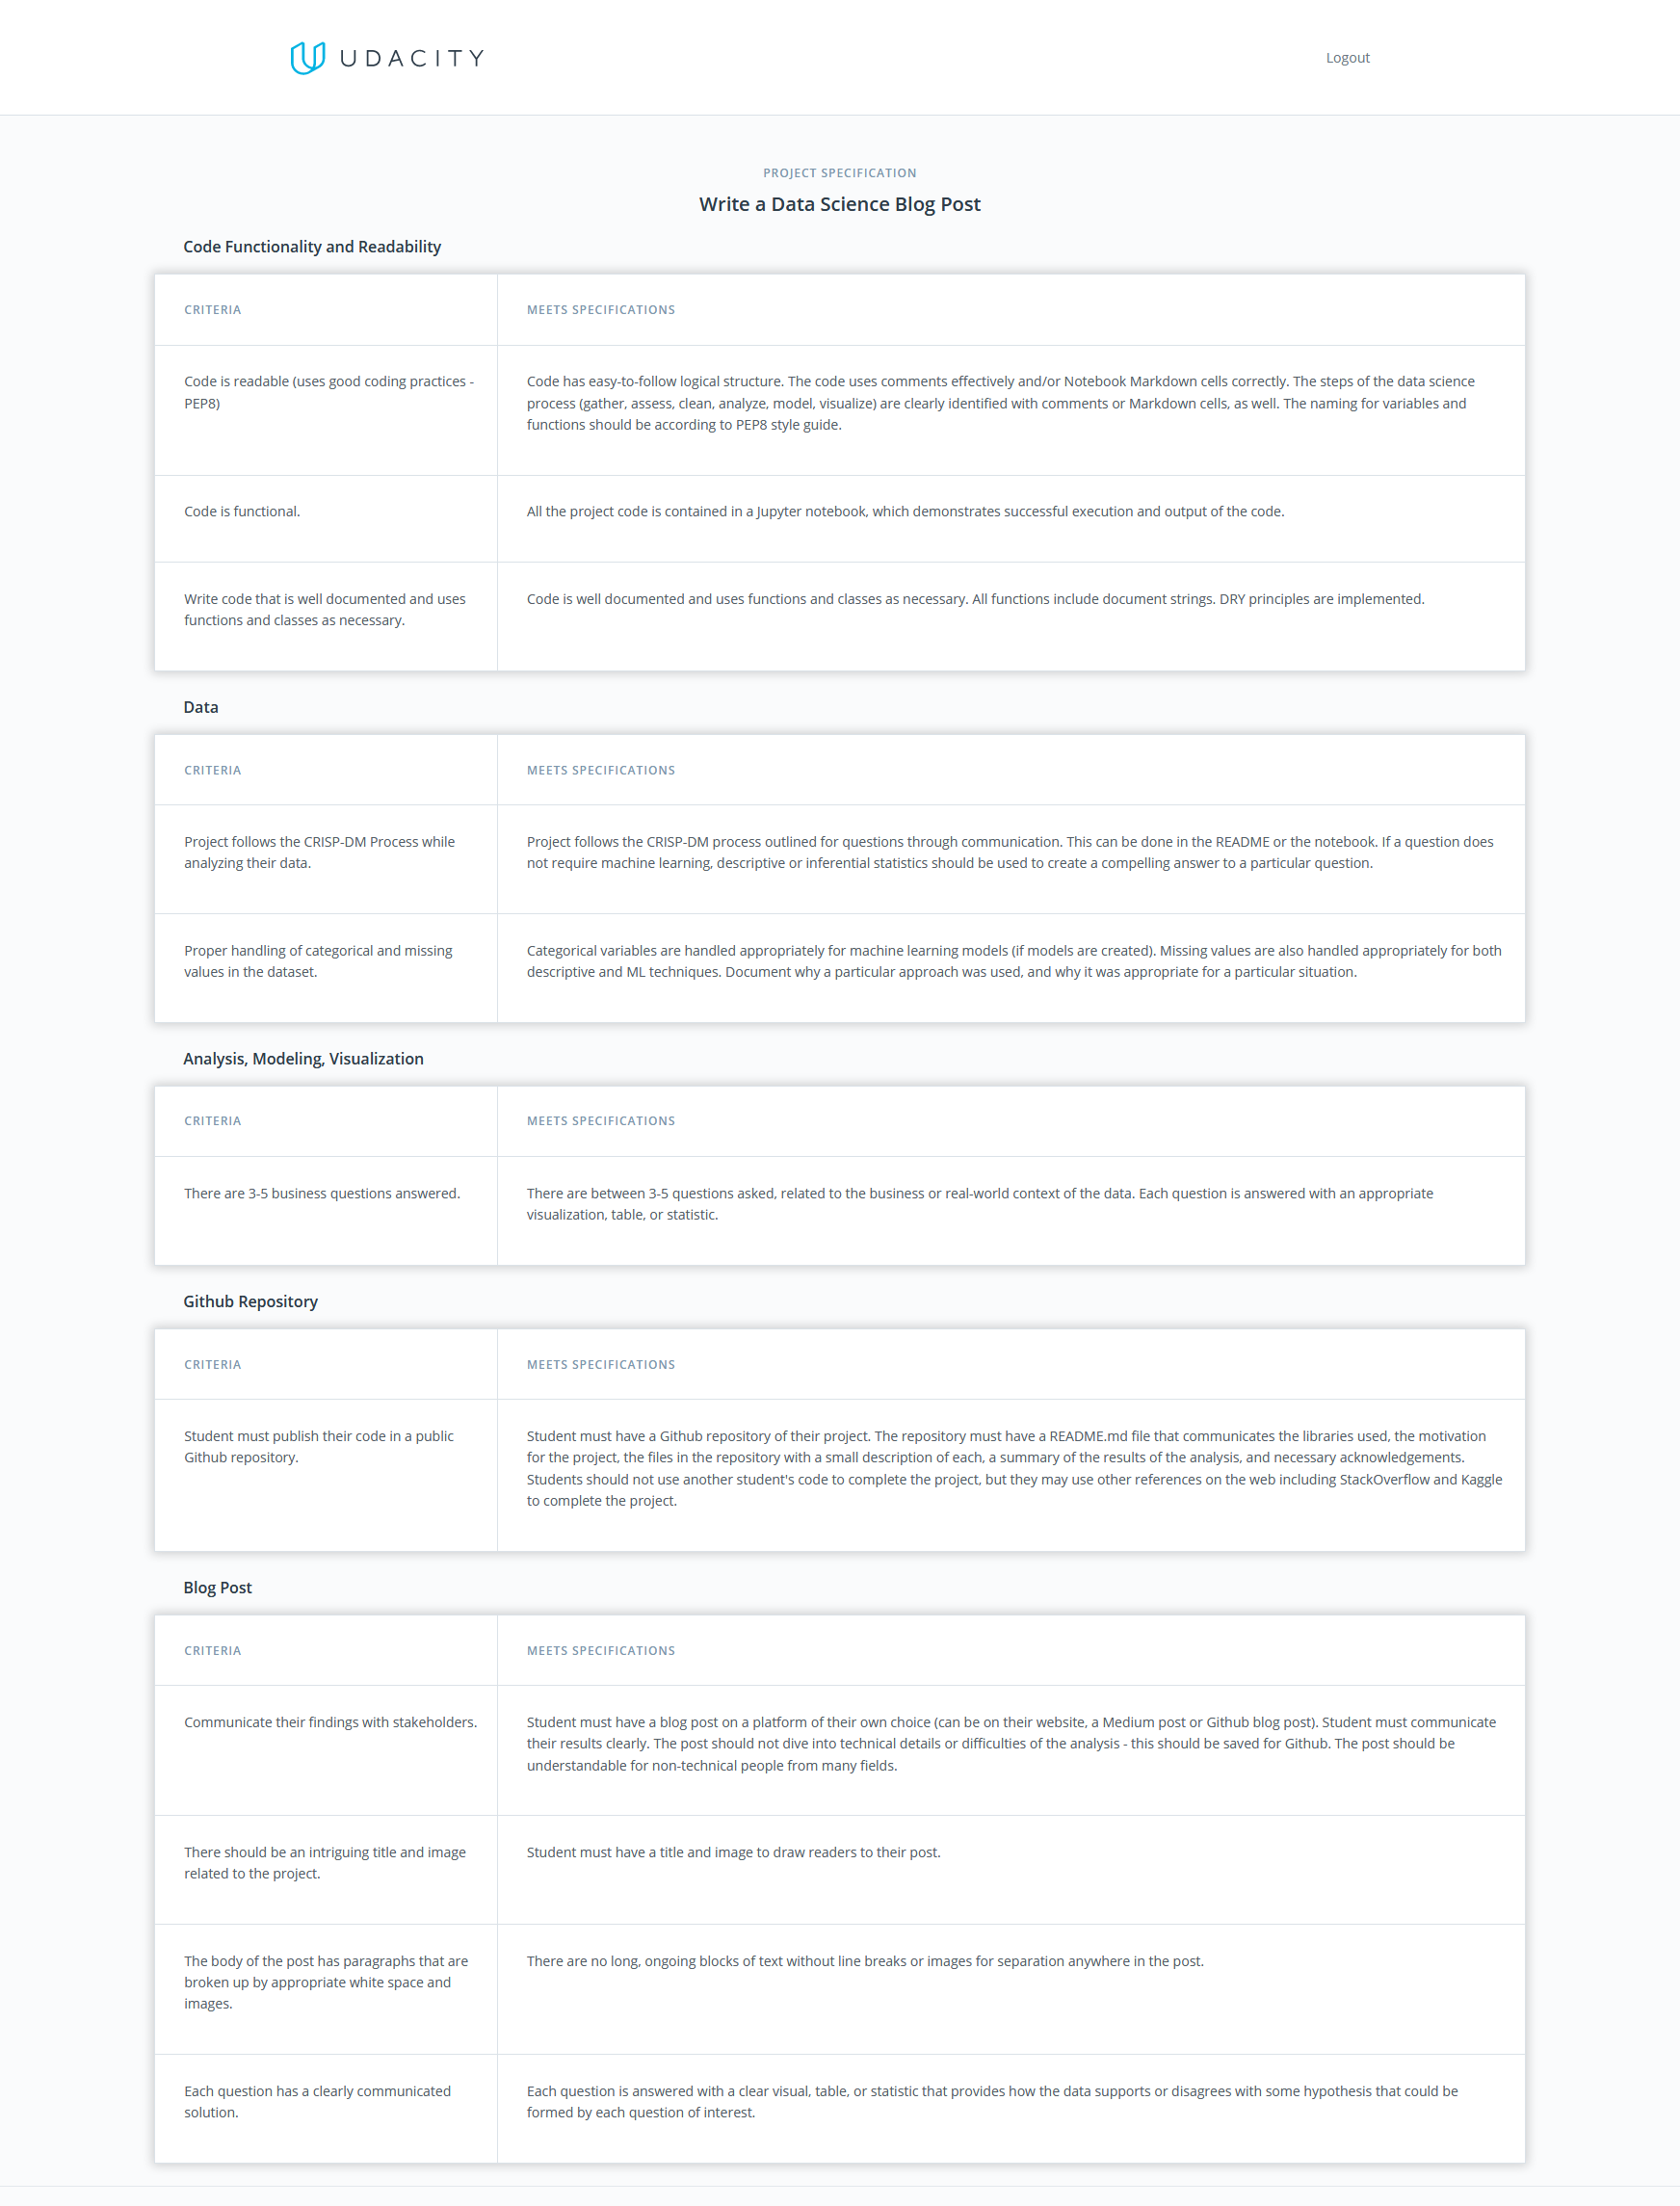 UDACITY
Logout
PROJECT SPECIFICATION
Write a Data Science Blog Post
Code Functionality and Readability
CRITERIA
MEETS SPECIFICATIONS
Code is readable (uses good coding practices -
PEP8)
Code has easy-to-follow logical structure. The code uses comments effectively and/or Notebook Markdown cells correctly. The steps of the data science
process (gather, assess, clean, analyze, model, visualize) are clearly identified with comments or Markdown cells, as well. The naming for variables and
functions should be according to PEP8 style guide.
Code is functional.
All the project code is contained in a Jupyter notebook, which demonstrates successful execution and output of the code.
Write code that is well documented and uses
functions and classes as necessary.
Code is well documented and uses functions and classes as necessary. All functions include document strings. DRY principles are implemented.
Data
CRITERIA
MEETS SPECIFICATIONS
Project follows the CRISP-DM Process while
analyzing their data.
Project follows the CRISP-DM process outlined for questions through communication. This can be done in the README or the notebook. If a question does
not require machine learning, descriptive or inferential statistics should be used to create a compelling answer to a particular question.
Proper handling of categorical and missing
values in the dataset.
Categorical variables are handled appropriately for machine learning models (if models are created). Missing values are also handled appropriately for both
descriptive and ML techniques. Document why a particular approach was used, and why it was appropriate for a particular situation.
Analysis, Modeling, Visualization
CRITERIA
MEETS SPECIFICATIONS
There are 3-5 business questions answered.
There are between 3-5 questions asked, related to the business or real-world context of the data. Each question is answered with an appropriate
visualization, table, or statistic.
Github Repository
CRITERIA
MEETS SPECIFICATIONS
Student must publish their code in a public
Github repository.
Student must have a Github repository of their project. The repository must have a README.md file that communicates the libraries used, the motivation
for the project, the files in the repository with a small description of each, a summary of the results of the analysis, and necessary acknowledgements.
Students should not use another student's code to complete the project, but they may use other references on the web including StackOverflow and Kaggle
to complete the project.
Blog Post
CRITERIA
MEETS SPECIFICATIONS
Communicate their findings with stakeholders.
Student must have a blog post on a platform of their own choice (can be on their website, a Medium post or Github blog post). Student must communicate
their results clearly. The post should not dive into technical details or difficulties of the analysis - this should be saved for Github. The post should be
understandable for non-technical people from many fields.
There should be an intriguing title and image
related to the project.
Student must have a title and image to draw readers to their post.
The body of the post has paragraphs that are
broken up by appropriate white space and
images.
There are no long, ongoing blocks of text without line breaks or images for separation anywhere in the post.
Each question has a clearly communicated
solution.
Each question is answered with a clear visual, table, or statistic that provides how the data supports or disagrees with some hypothesis that could be
formed by each question of interest.